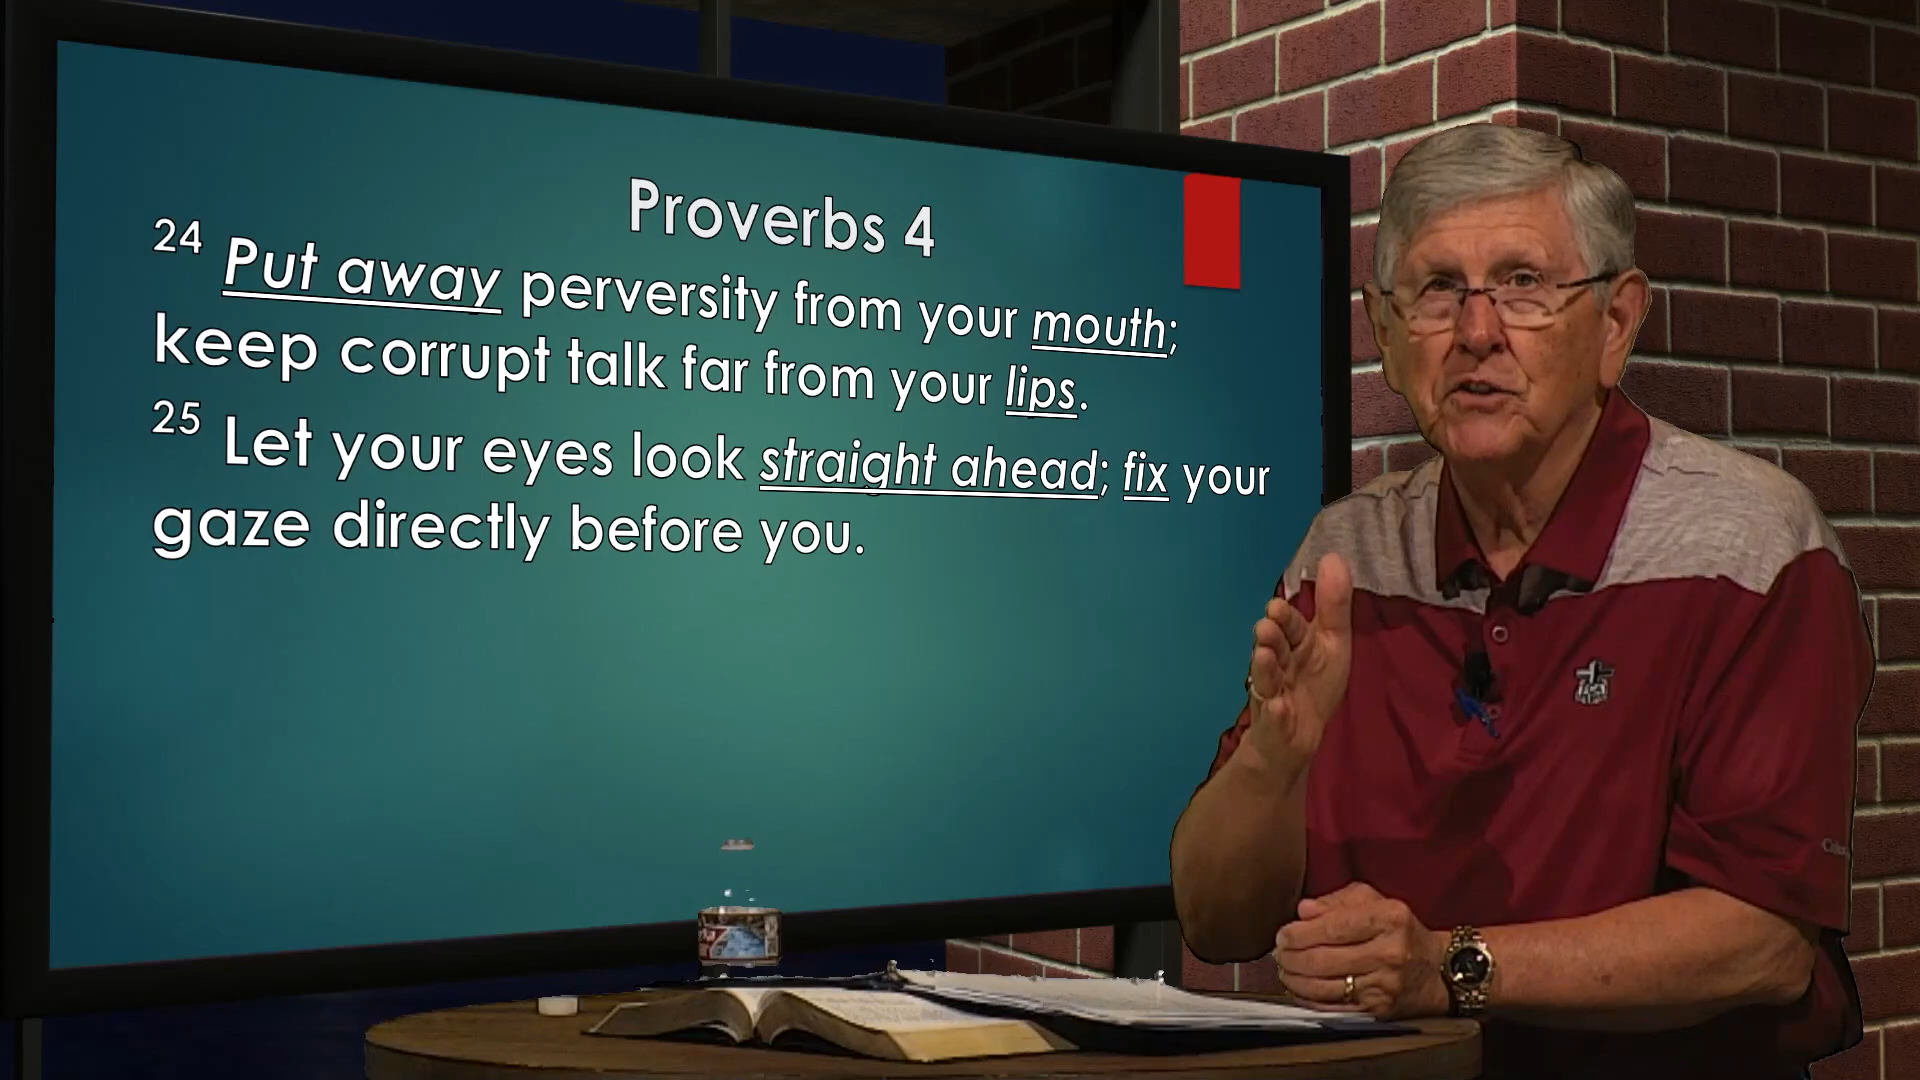 Proverbs 4
24 Put away perversity from your mouth;
keep corrupt talk far from your lips.
25 Let your eyes look straight ahead; fix your
gaze directly before you.